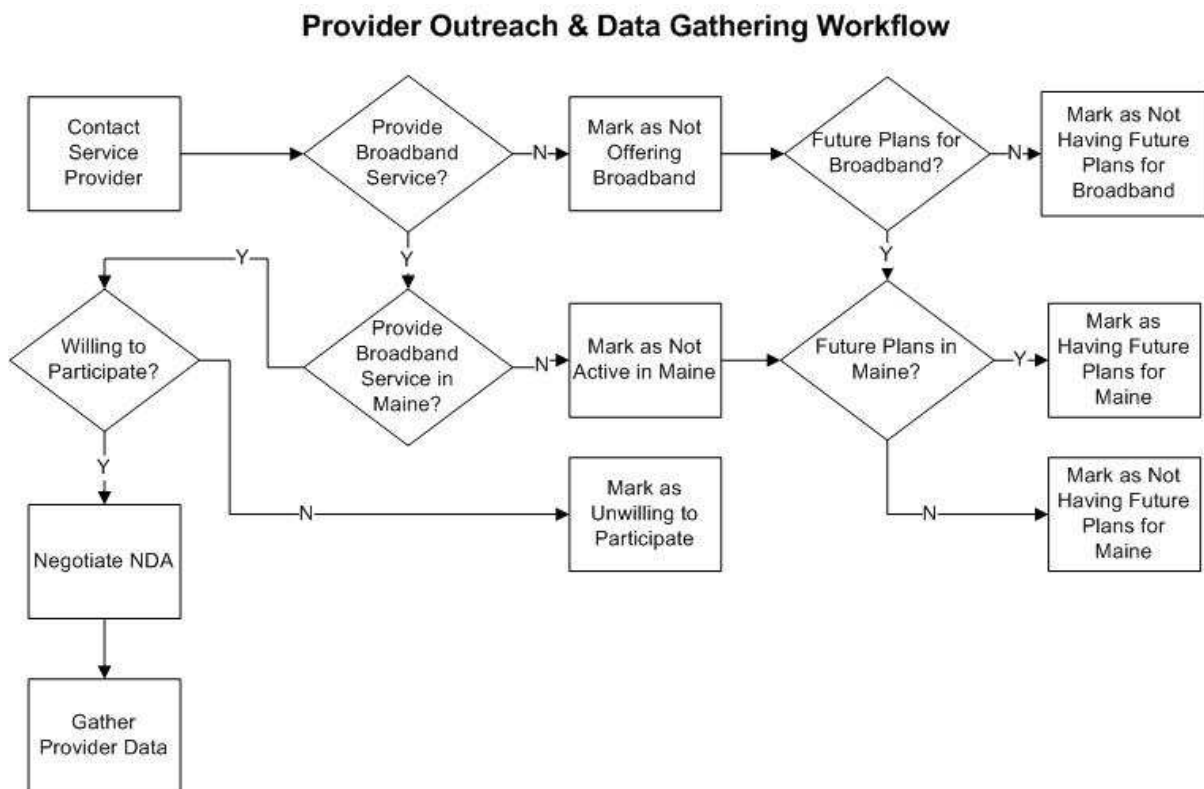 Provider Outreach & Data Gathering Workflow
Contact
Service
Provider
Provide
Broadband
Service?
N
Mark as Not
Offering
Broadband
Future Plans for
Broadband?
N
Mark as Not
Having Future
Plans for
Broadband
Y
Y
Y
Willing to
Participate?
Provide
Broadband
Service in
Maine?
N
Mark as Not
Active in Maine
Future Plans in
Maine?
Y
Mark as
Having Future
Plans for
Maine
Y
N
Mark as
Unwilling to
Participate
N
Mark as Not
Having Future
Plans for
Maine
Negotiate NDA
Gather
Provider Data